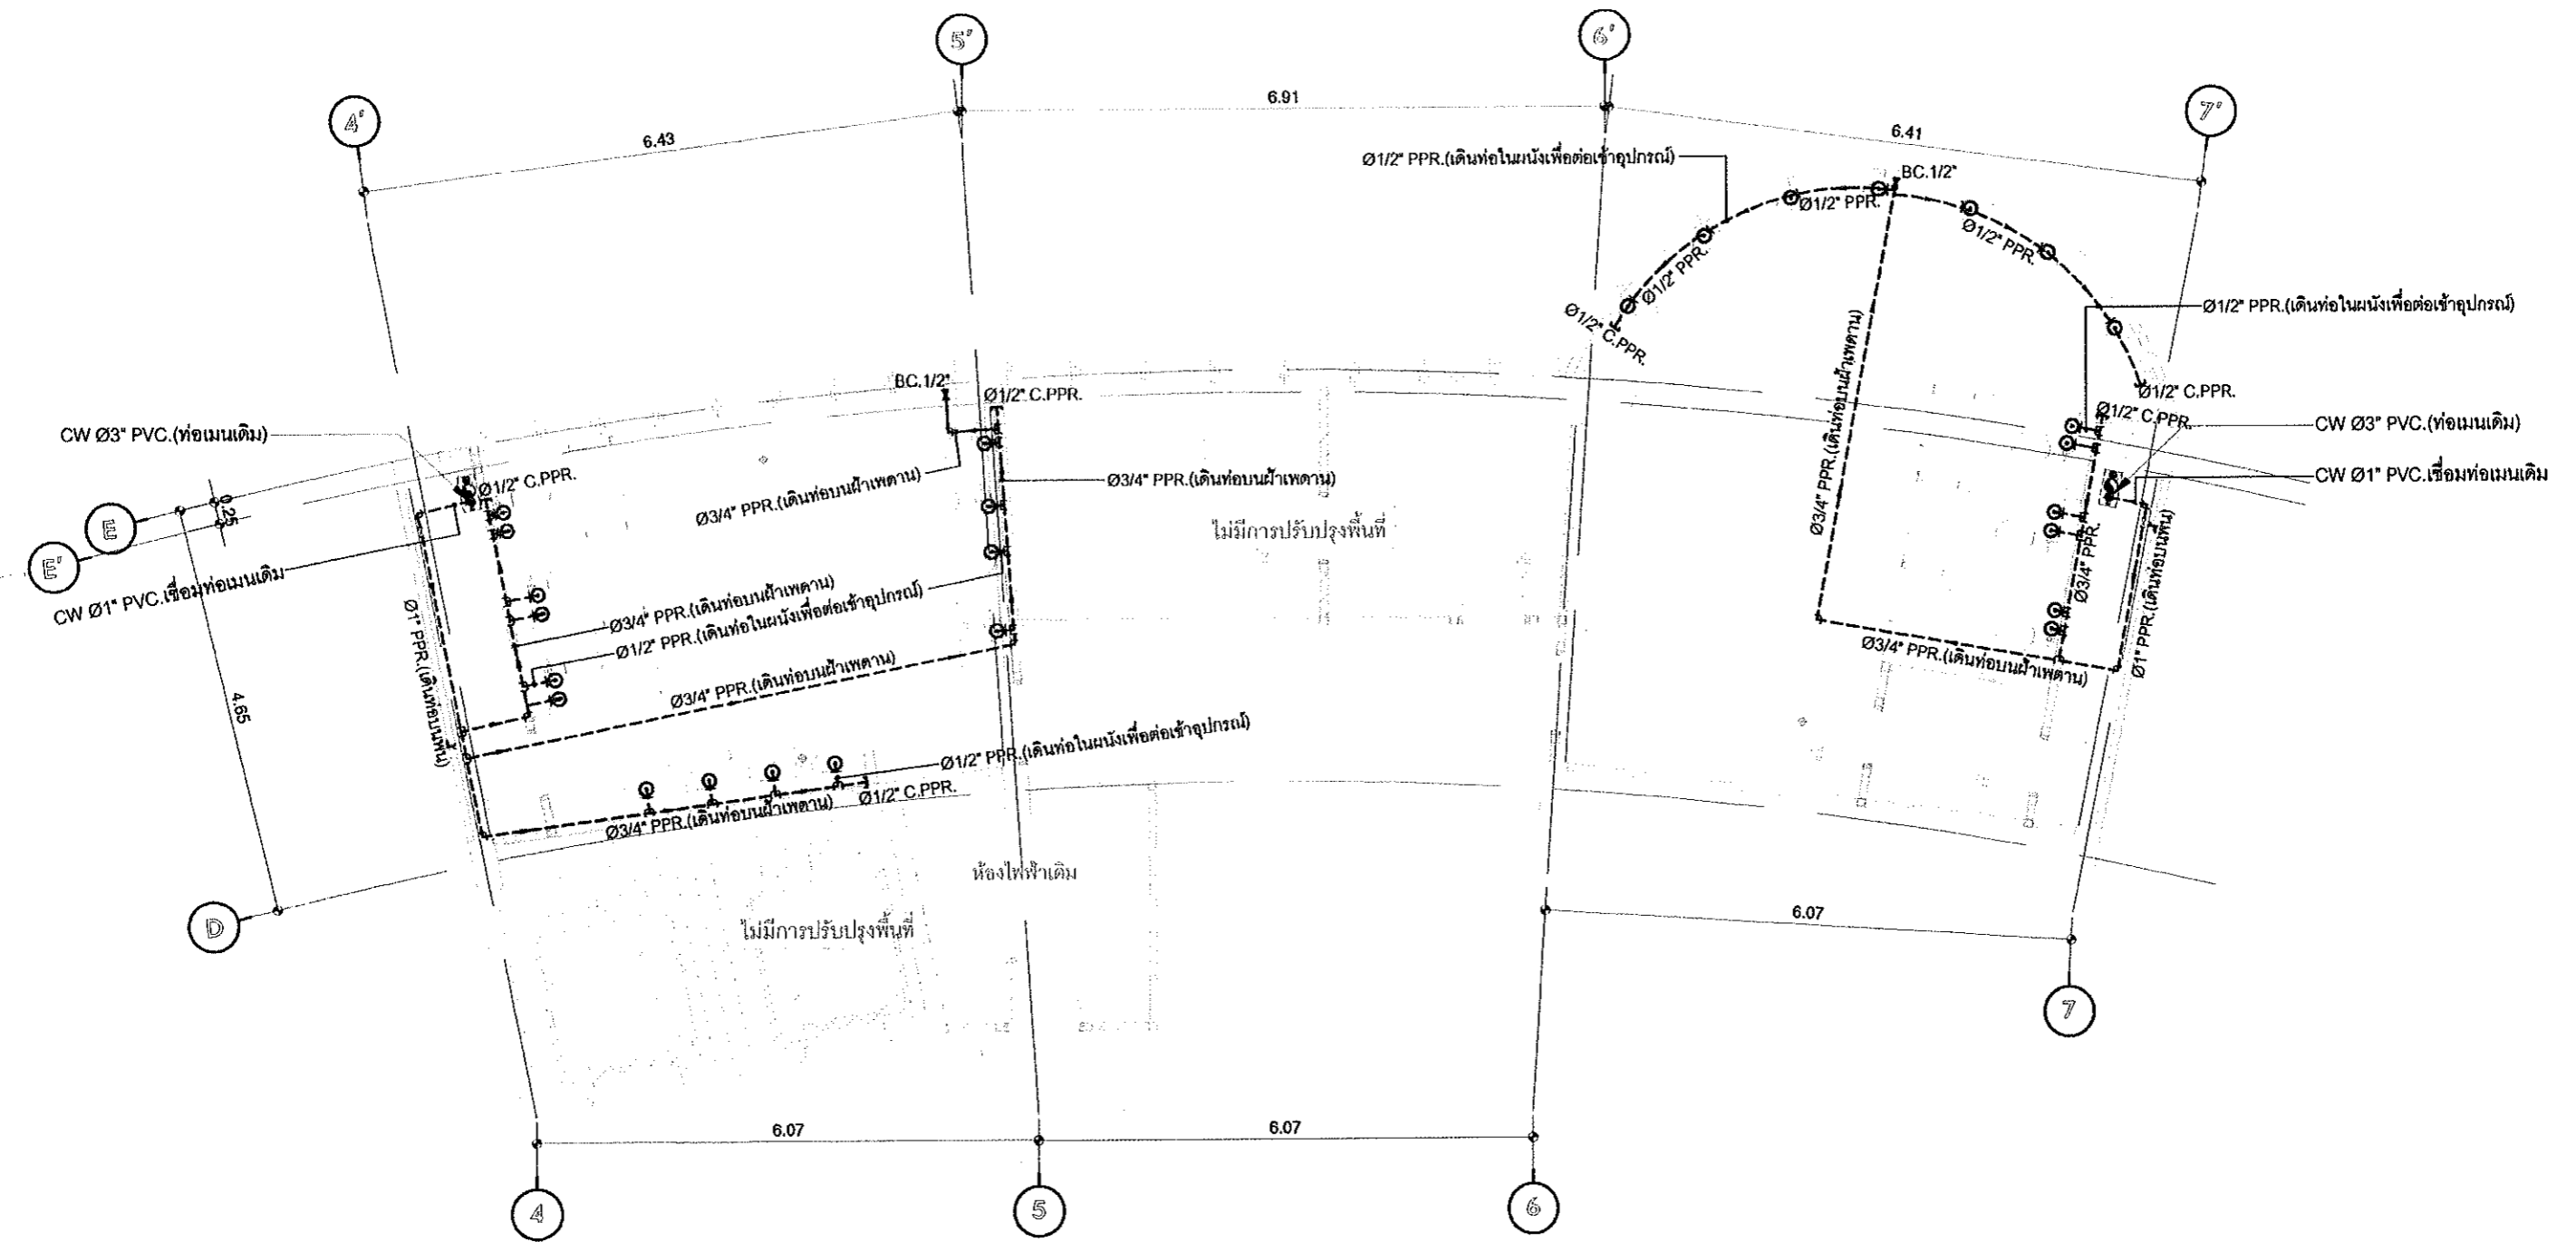 4'
5'
6'
7'
6.43
6.91
6.41
Ø1/2" PPR.(เดินท่อในผนังเพื่อต่อเข้าอุปกรณ์)
BC.1/2"
Ø1/2" PPR.
Ø1/2" PPR.
Ø1/2" PPR.
Ø1/2" C.PPR.
Ø1/2" PPR.(เดินท่อในผนังเพื่อต่อเข้าอุปกรณ์)
Ø3/4" PPR.(เดินท่อบนฝ้าเพดาน)
BC.1/2"
Ø1/2" C.PPR.
Ø1/2" C.PPR.
Ø1/2" C.PPR.
CW Ø3" PVC.(ท่อเมนเดิม)
CW Ø3" PVC.(ท่อเมนเดิม)
Ø1/2" C.PPR.
Ø3/4" PPR.(เดินท่อบนฝ้าเพดาน)
Ø3/4" PPR.(เดินท่อบนฝ้าเพดาน)
CW Ø1" PVC.เชื่อมท่อเมนเดิม
0.25
E
E'
ไม่มีการปรับปรุงพื้นที่
CW Ø1" PVC.เชื่อมท่อเมนเดิม
Ø3/4" PPR.(เดินท่อบนฝ้าเพดาน)
Ø1/2" PPR.(เดินท่อในผนังเพื่อต่อเข้าอุปกรณ์)
Ø3/4" PPR.
Ø1" PPR.(เดินท่อบนพื้น)
Ø1" PPR.(เดินท่อบนพื้น)
Ø3/4" PPR.(เดินท่อบนฝ้าเพดาน)
Ø3/4" PPR.(เดินท่อบนฝ้าเพดาน)
4.65
Ø1/2" PPR.(เดินท่อในผนังเพื่อต่อเข้าอุปกรณ์)
Ø1/2" C.PPR.
Ø3/4" PPR.(เดินท่อบนฝ้าเพดาน)
ห้องไฟฟ้าเดิม
D
ไม่มีการปรับปรุงพื้นที่
6.07
7
6.07
6.07
4
5
6